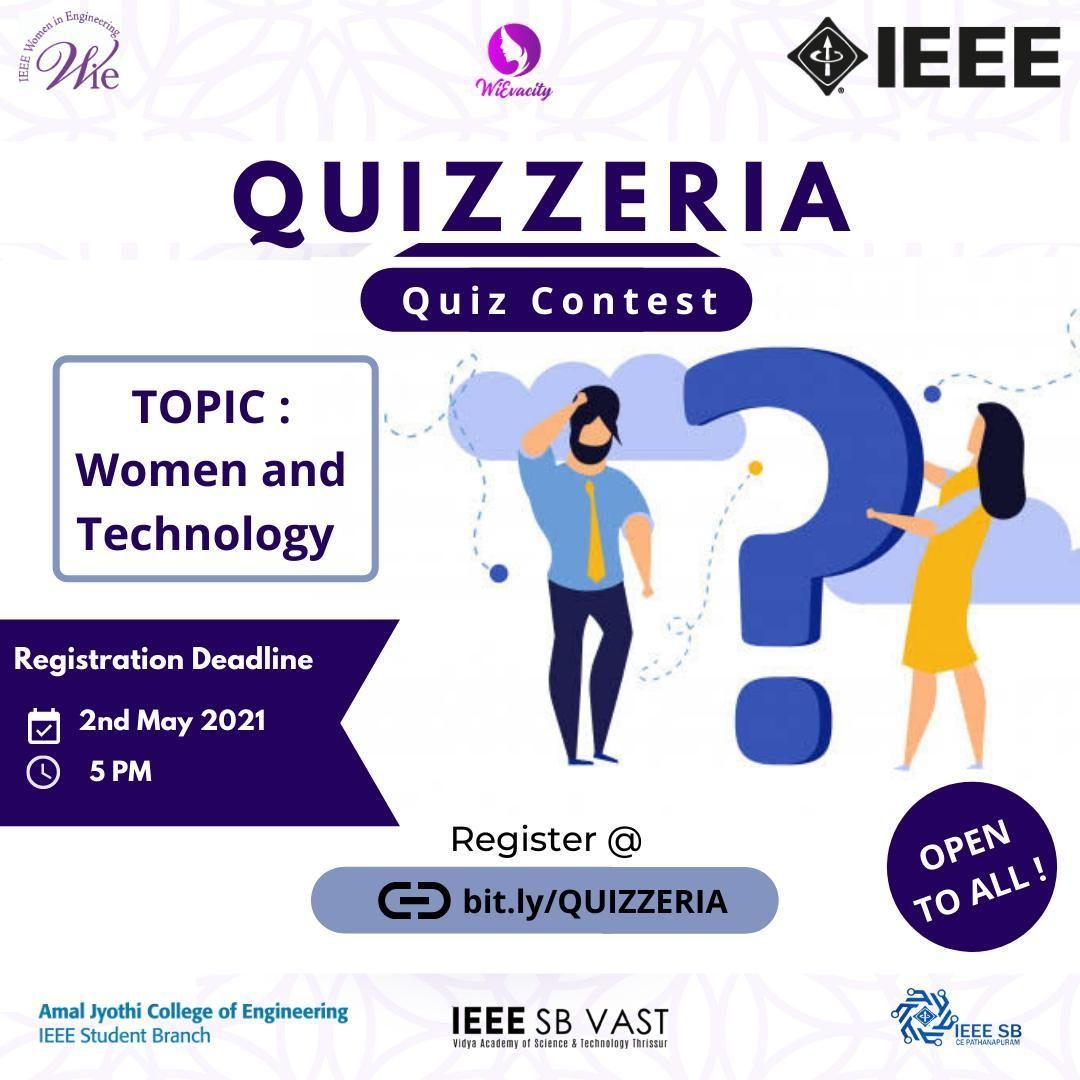 IEEE Women in Engineering
Wie
WiEvacity
IEEE
QUIZZERIA
Quiz Contest
TOPIC :
Women and
Technology
Registration Deadline
2nd May 2021
5 PM
Register @
bit.ly/QUIZZERIA
OPEN
TO ALL !
Amal Jyothi College of Engineering
IEEE Student Branch
IEEE SB VAST
Vidya Academy of Science & Technology Thrissur
IEEE SB
CE PATHANAPURAM